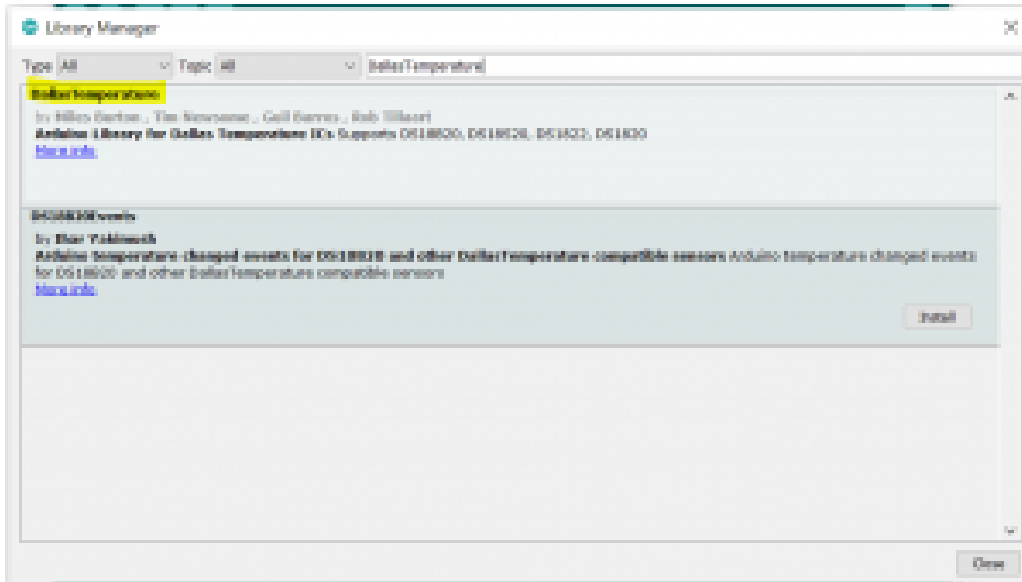 Library Manager
Type All Topic All DallasTemperature
DallasTemperature
by Miles Burton , Tim Newsome , Guil Barros , Rob Tillaart
Arduino Library for Dallas Temperature ICs Supports DS18B20, DS18S20, DS1822, DS1820
More info
DS18B20Events
by Ihar Yakimush
Arduino temperature changed events for DS18B20 and other DallasTemperature compatible sensors Arduino temperature changed events
for DS18B20 and other DallasTemperature compatible sensors
More info
Install
Close